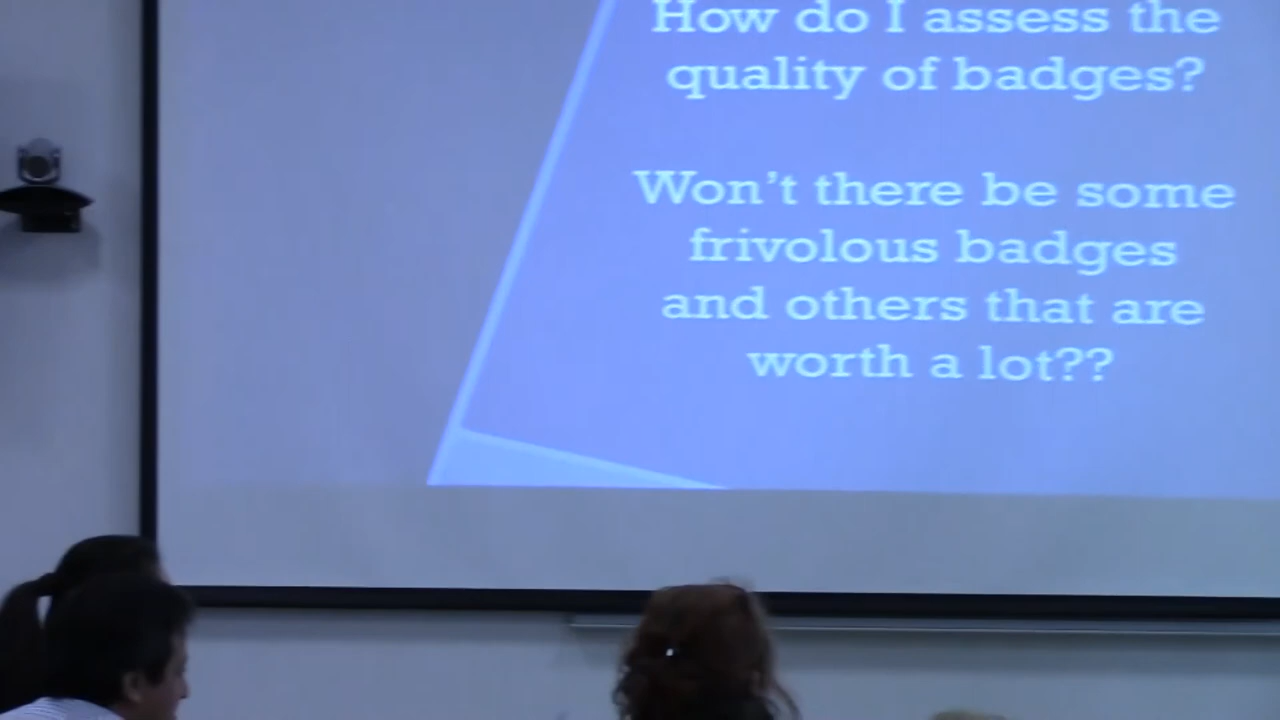 How do I assess the
quality of badges?
Won't there be some
frivolous badges
and others that are
worth a lot??